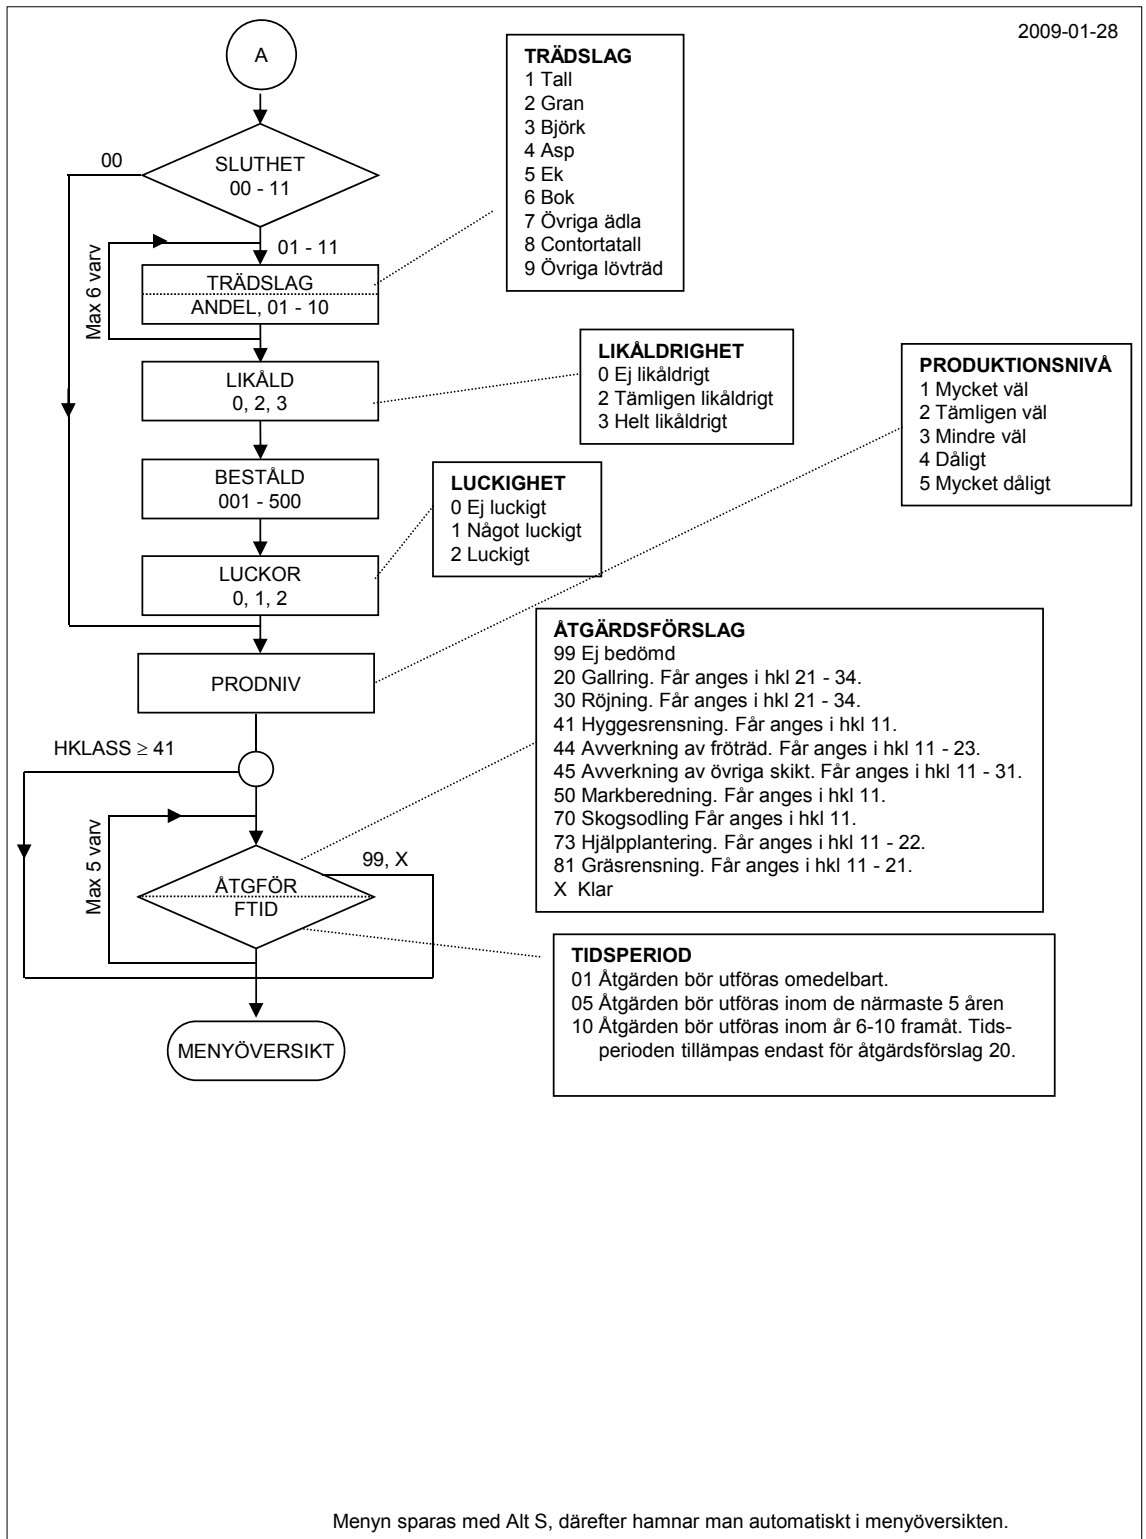 2009-01-28
A
SLUTHET
00 - 11
00
01 - 11
Max 6 varv
TRÄDSLAG
ANDEL, 01 - 10
LIKÅLD
0, 2, 3
BESTÅLD
001 - 500
LUCKOR
0, 1, 2
PRODNIV
HKLASS ≥ 41
Max 5 varv
99, X
ÅTGFÖR
FTID
MENYÖVERSIKT
TRÄDSLAG
1 Tall
2 Gran
3 Björk
4 Asp
5 Ek
6 Bok
7 Övriga ädla
8 Contortatall
9 Övriga lövträd
LIKÅLDRIGHET
0 Ej likåldrigt
2 Tämligen likåldrigt
3 Helt likåldrigt
PRODUKTIONSNIVÅ
1 Mycket väl
2 Tämligen väl
3 Mindre väl
4 Dåligt
5 Mycket dåligt
LUCKIGHET
0 Ej luckigt
1 Något luckigt
2 Luckigt
ÅTGÄRDSFÖRSLAG
99 Ej bedömd
20 Gallring. Får anges i hkl 21 - 34.
30 Röjning. Får anges i hkl 21 - 34.
41 Hyggesrensning. Får anges i hkl 11.
44 Avverkning av fröträd. Får anges i hkl 11 - 23.
45 Avverkning av övriga skikt. Får anges i hkl 11 - 31.
50 Markberedning. Får anges i hkl 11.
70 Skogsodling Får anges i hkl 11.
73 Hjälpplantering. Får anges i hkl 11 - 22.
81 Gräsrensning. Får anges i hkl 11 - 21.
X Klar
TIDSPERIOD
01 Åtgärden bör utföras omedelbart.
05 Åtgärden bör utföras inom de närmaste 5 åren
10 Åtgärden bör utföras inom år 6-10 framåt. Tids-
perioden tillämpas endast för åtgärdsförslag 20.
Menyn sparas med Alt S, därefter hamnar man automatiskt i menyöversikten.